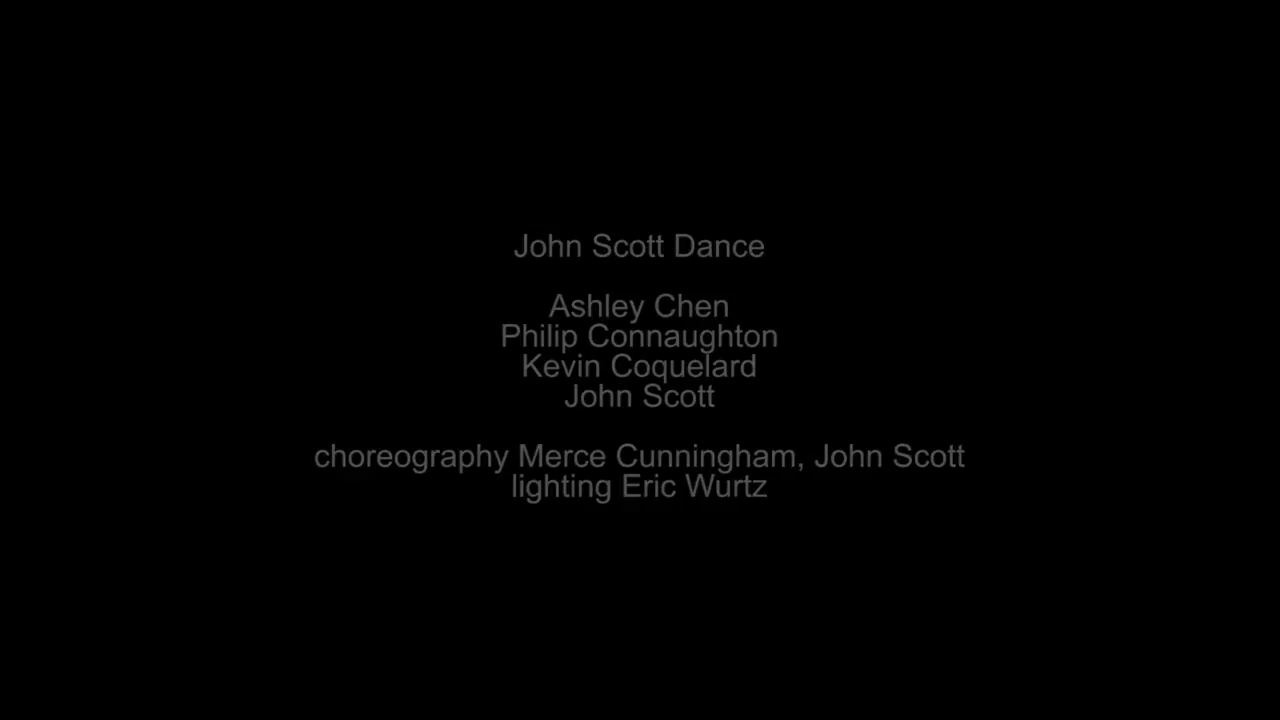 John Scott Dance
Ashley Chen
Philip Connaughton
Kevin Coquelard
John Scott
choreography Merce Cunningham, John Scott
lighting Eric Wurtz